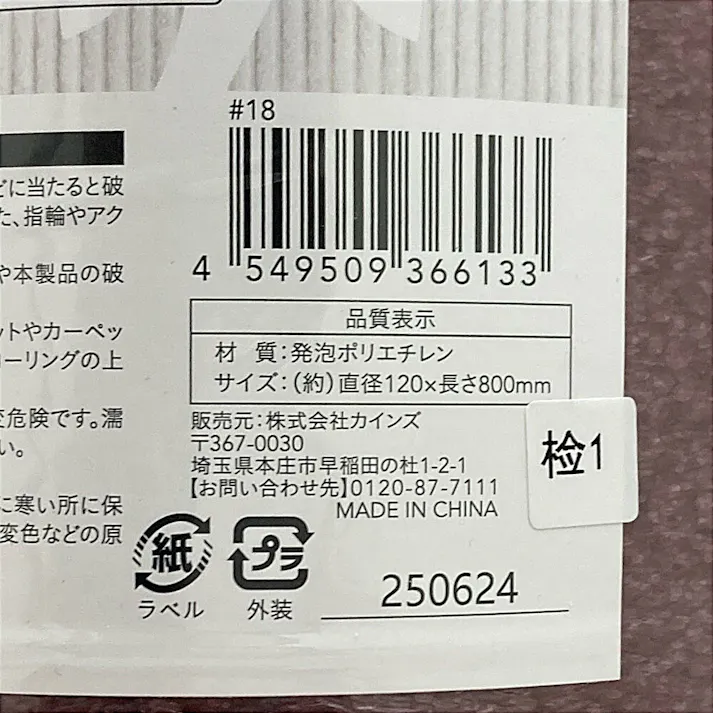 #18
どに当たると破
た、指輪やアク
や本製品の破
ットやカーペッ
ローリングの上
変危険です。濡
い。
に寒い所に保
変色などの原
4 549509 366133
品質表示
材 質:発泡ポリエチレン
サイズ:(約)直径120×長さ800mm
販売元:株式会社カインズ
〒367-0030
埼玉県本庄市早稲田の杜1-2-1
【お問い合わせ先】0120-87-7111
MADE IN CHINA
检1
紙
ラベル
プラ
外装
250624